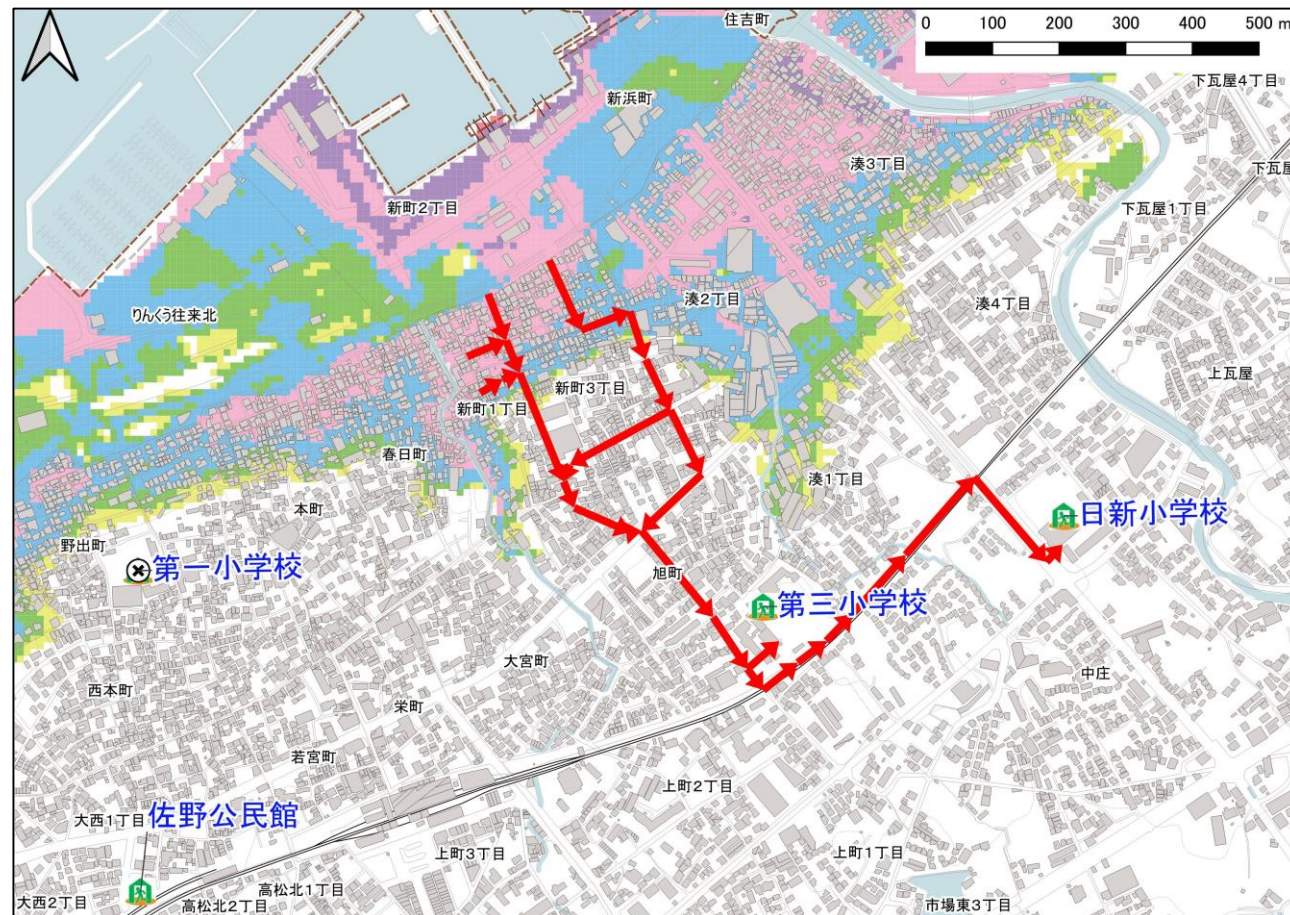 住吉町
0 100 200 300 400 500 m
下瓦屋4丁目
新浜町
湊3丁目
下瓦屋
新町2丁目
下瓦屋1丁目
湊2丁目
湊4丁目
りんくう往来北
上瓦屋
新町3丁目
新町1丁目
春日町
湊1丁目
本町
日新小学校
野出町
第一小学校
旭町
第三小学校
大宮町
中庄
西本町
栄町
若宮町
上町2丁目
大西1丁目
佐野公民館
上町3丁目
上町1丁目
高松北1丁目
大西2丁目
高松北2丁目
市場東3丁目